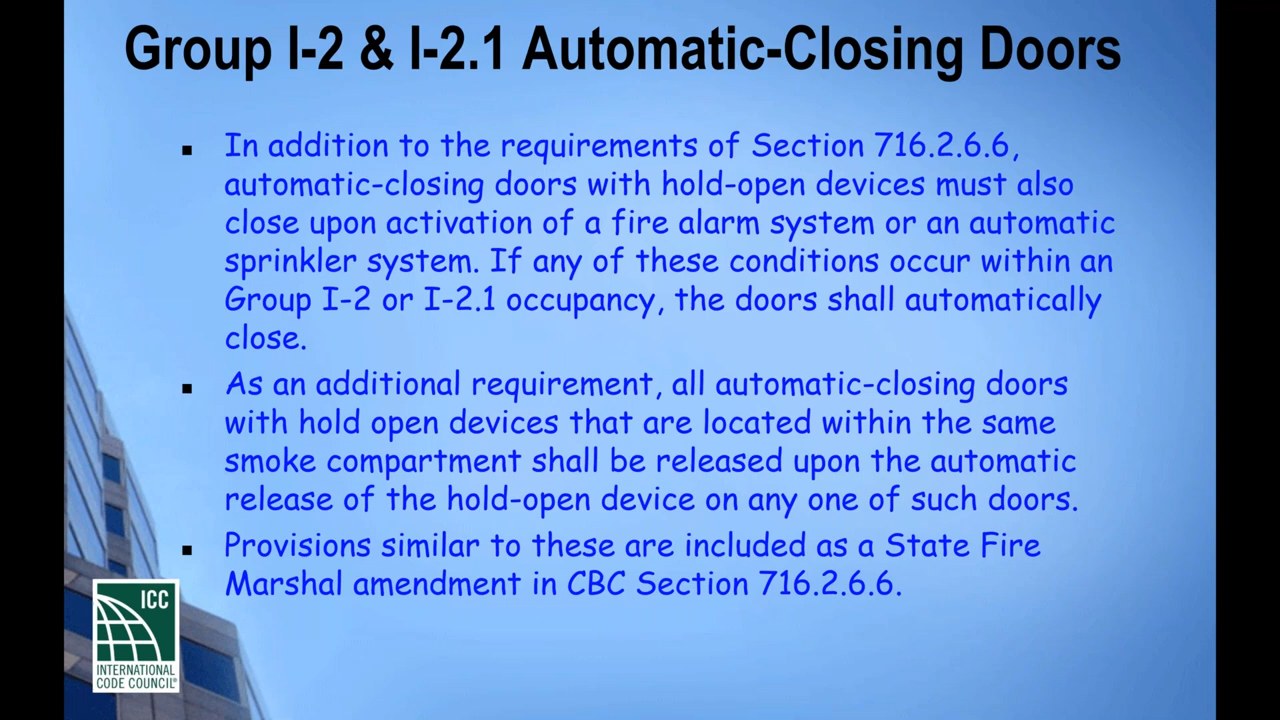 Group I-2 & I-2.1 Automatic-Closing Doors
In addition to the requirements of Section 716.2.6.6,
automatic-closing doors with hold-open devices must also
close upon activation of a fire alarm system or an automatic
sprinkler system. If any of these conditions occur within an
Group I-2 or I-2.1 occupancy, the doors shall automatically
close.
As an additional requirement, all automatic-closing doors
with hold open devices that are located within the same
smoke compartment shall be released upon the automatic
release of the hold-open device on any one of such doors.
Provisions similar to these are included as a State Fire
Marshal amendment in CBC Section 716.2.6.6.
ICC
INTERNATIONAL
CODE COUNCIL®